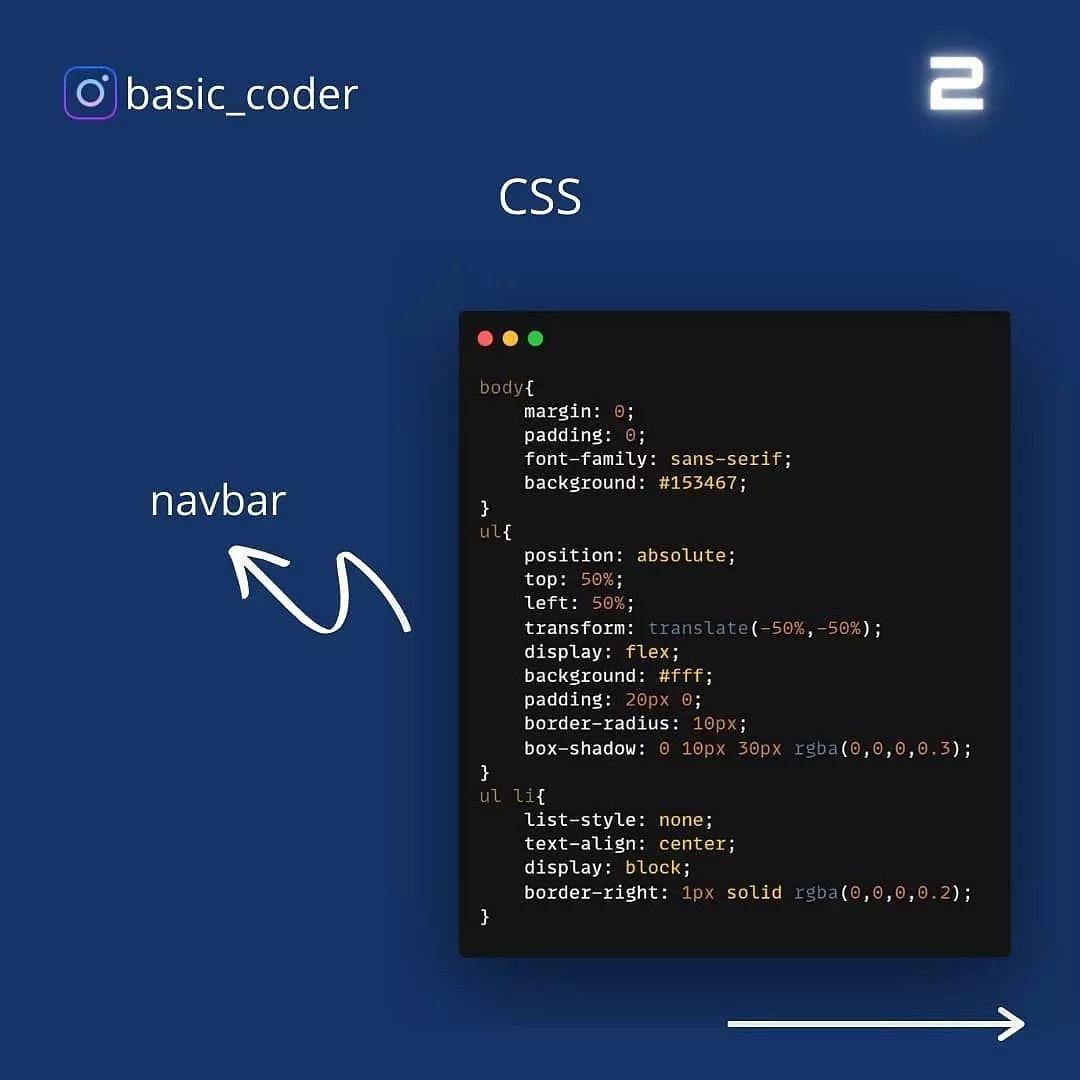 basic_coder
2
CSS
navbar
body{
    margin: 0;
    padding: 0;
    font-family: sans-serif;
    background: #153467;
}
ul{
    position: absolute;
    top: 50%;
    left: 50%;
    transform: translate(-50%,-50%);
    display: flex;
    background: #fff;
    padding: 20px 0;
    border-radius: 10px;
    box-shadow: 0 10px 30px rgba(0,0,0,0.3);
}
ul li{
    list-style: none;
    text-align: center;
    display: block;
    border-right: 1px solid rgba(0,0,0,0.2);
}